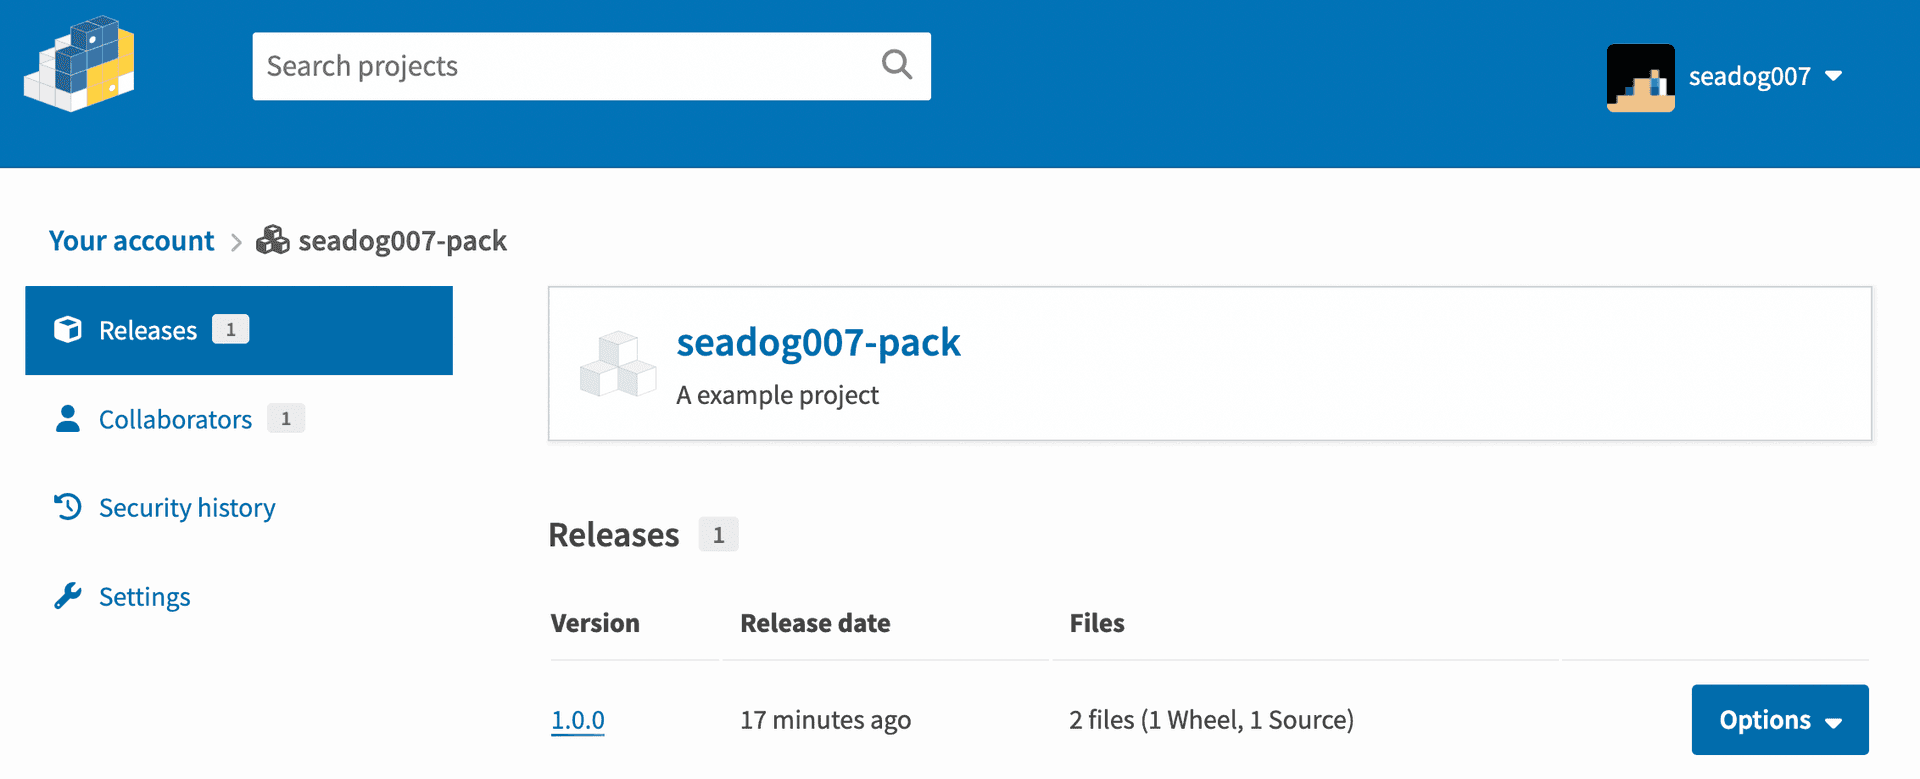 Search projects
seadog007
Your account
seadog007-pack
Releases 1
Collaborators 1
Security history
Settings
seadog007-pack
A example project
Releases 1
Version Release date Files
1.0.0 17 minutes ago 2 files (1 Wheel, 1 Source) Options